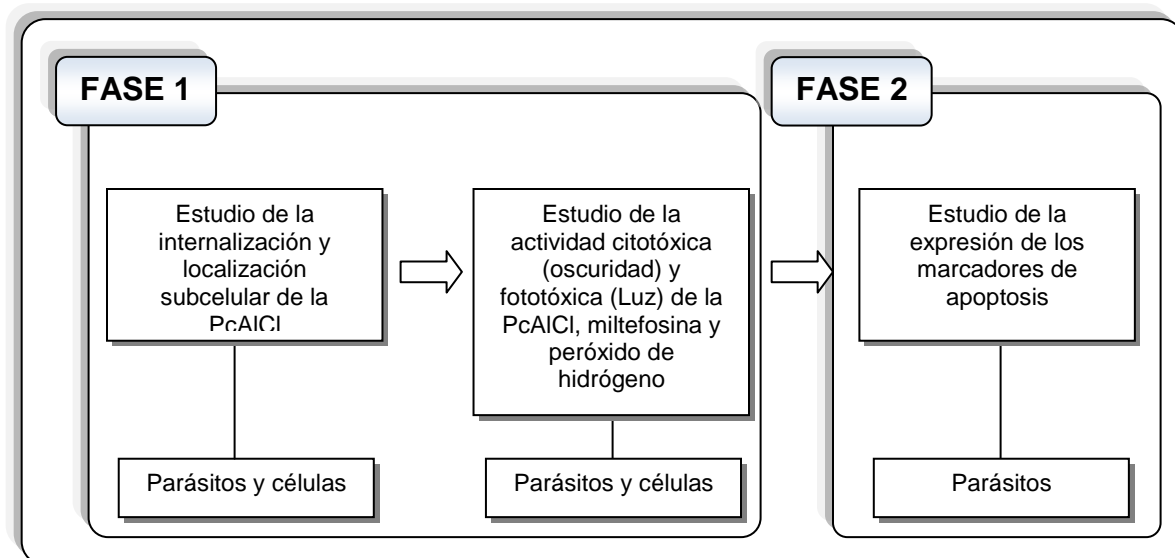 FASE 1
Estudio de la
internalización y
localización
subcelular de la
PcAlCl
Parásitos y células
Estudio de la
actividad citotóxica
(oscuridad) y
fototóxica (Luz) de la
PcAlCl, miltefosina y
peróxido de
hidrógeno
Parásitos y células
FASE 2
Estudio de la
expresión de los
marcadores de
apoptosis
Parásitos